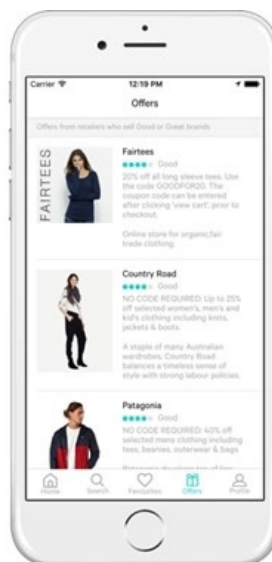 Carrier 12:19 PM
Offers
Offers from retailers who sell Good or Great brands
FAIRTEES
Fairtees
Good
20% off all long sleeve tees. Use
the code GOODFOR20. The
coupon code can be entered
after clicking 'view cart', prior to
checkout.
Online store for organic,fair
trade clothing.
Country Road
Good
NO CODE REQUIRED: Up to 25%
off selected women's, men's and
kid's clothing including knits,
jackets & boots.
A staple of many Australian
wardrobes, Country Road
balances a timeless sense of
style with strong labour policies.
Patagonia
Good
NO CODE REQUIRED: 40% off
selected mens clothing including
tees, beanies, outerwear & bags
Home Search Favourites Offers Profile